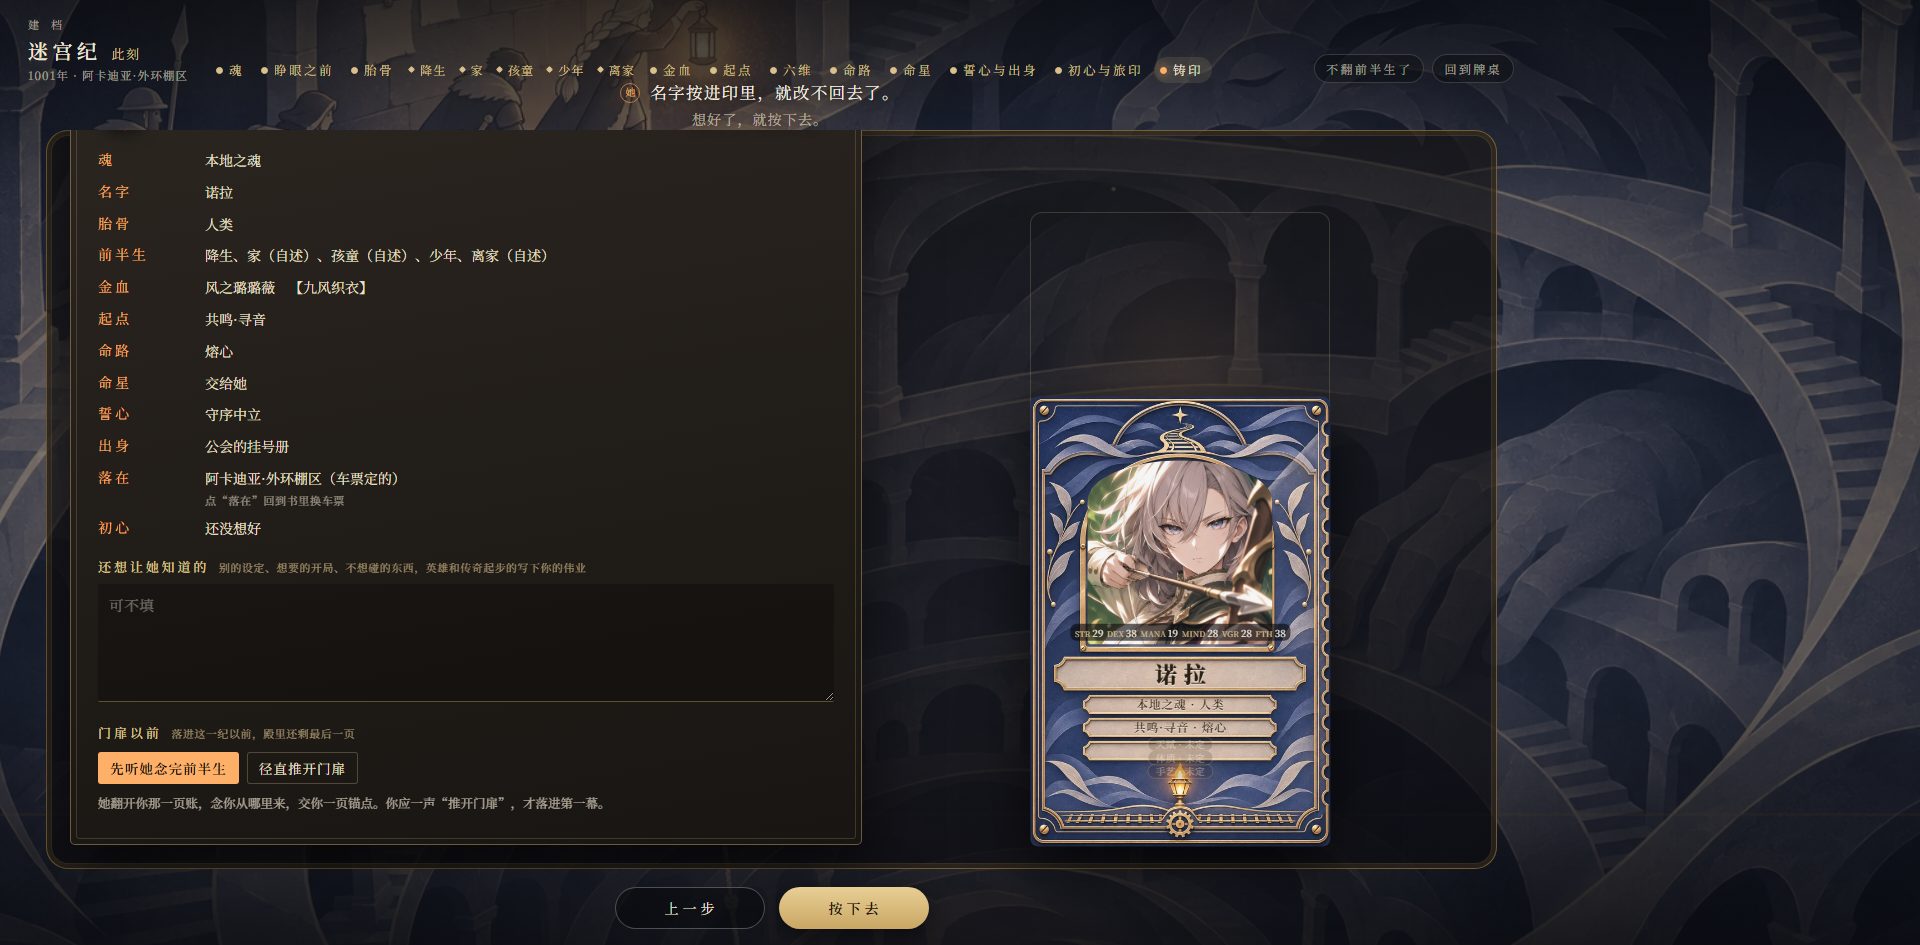 建 档
迷宫纪 此刻
1001年 · 阿卡迪亚·外环棚区
魂 睁眼之前 胎骨 降生 家 孩童 少年 离家 金血 起点 六维 命路 命星 誓心与出身 初心与旅印 铸印
不翻前半生了 回到牌桌
她 名字按进印里，就改不回去了。
想好了，就按下去。
魂 本地之魂
名字 诺拉
胎骨 人类
前半生 降生、家（自述）、孩童（自述）、少年、离家（自述）
金血 风之璐璐薇 【九风织衣】
起点 共鸣·寻音
命路 熔心
命星 交给她
誓心 守序中立
出身 公会的挂号册
落在 阿卡迪亚·外环棚区（车票定的）
点“落在”回到书里换车票
初心 还没想好
还想让她知道的 别的设定、想要的开局、不想碰的东西，英雄和传奇起步的写下你的伟业
可不填
门扉以前 落进这一纪以前，殿里还剩最后一页
先听她念完前半生 径直推开门扉
她翻开你那一页账，念你从哪里来，交你一页锚点。你应一声“推开门扉”，才落进第一幕。
STR 29 DEX 38 MANA 19 MIND 28 VGR 28 FTH 38
诺拉
本地之魂 · 人类
共鸣·寻音 · 熔心
天赋 · 未定
体质 · 未定
手艺 · 未定
上一步 按下去